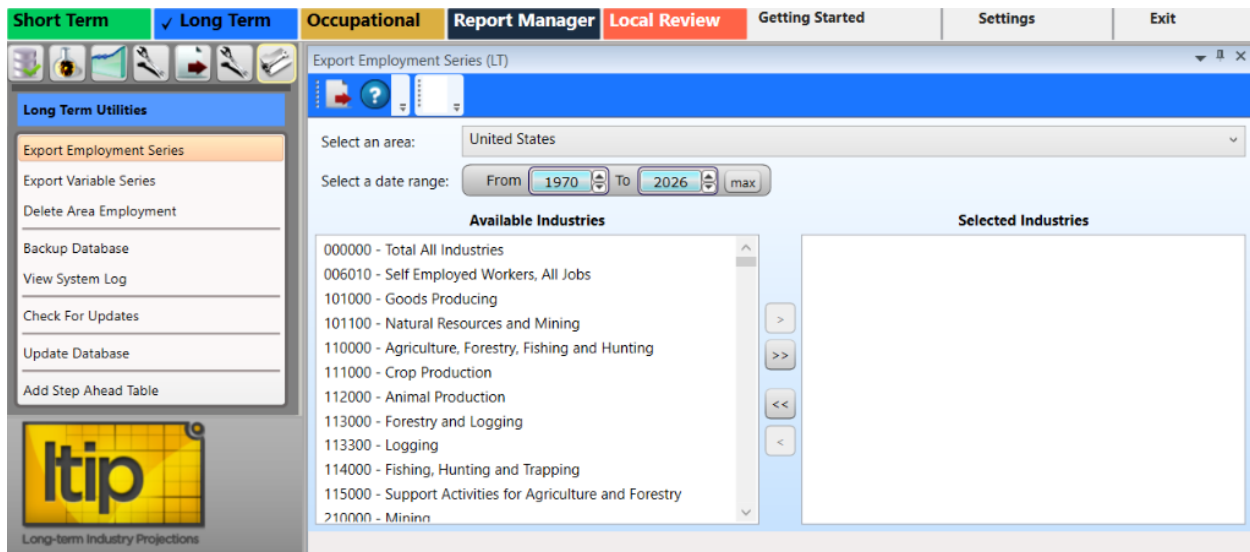 Short Term
✓ Long Term
Occupational
Report Manager
Local Review
Getting Started
Settings
Exit
Long Term Utilities
Export Employment Series
Export Variable Series
Delete Area Employment
Backup Database
View System Log
Check For Updates
Update Database
Add Step Ahead Table
ltip
Long-term Industry Projections
Export Employment Series (LT)
?
Select an area: United States
Select a date range: From 1970 To 2026 max
Available Industries
000000 - Total All Industries
006010 - Self Employed Workers, All Jobs
101000 - Goods Producing
101100 - Natural Resources and Mining
110000 - Agriculture, Forestry, Fishing and Hunting
111000 - Crop Production
112000 - Animal Production
113000 - Forestry and Logging
113300 - Logging
114000 - Fishing, Hunting and Trapping
115000 - Support Activities for Agriculture and Forestry
210000 - Mining
>
>>
<<
<
Selected Industries